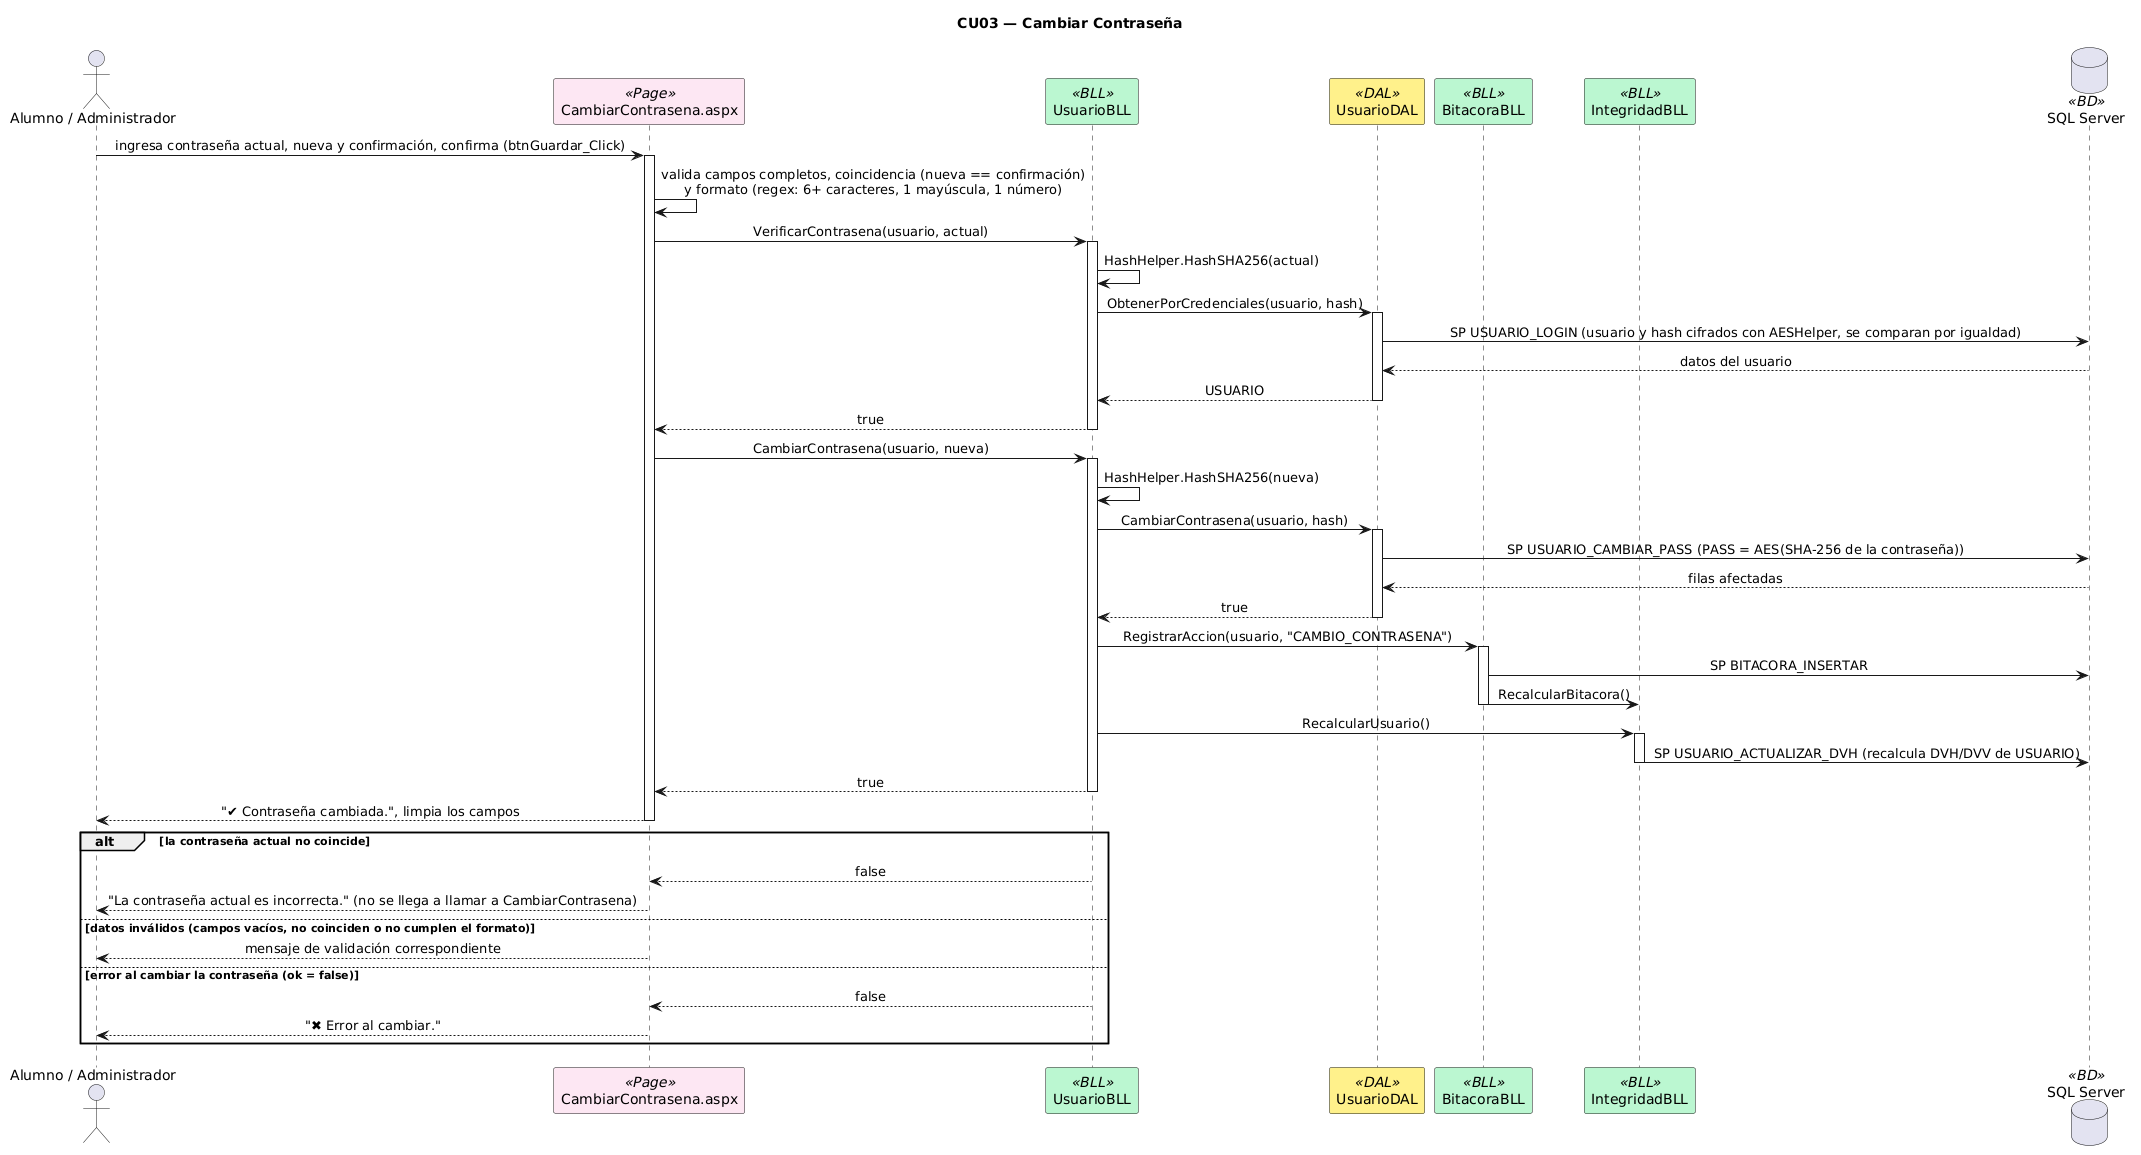 CU03 — Cambiar Contraseña
Alumno / Administrador
«Page»
CambiarContrasena.aspx
«BLL»
UsuarioBLL
«DAL»
UsuarioDAL
«BLL»
BitacoraBLL
«BLL»
IntegridadBLL
«BD»
SQL Server
ingresa contraseña actual, nueva y confirmación, confirma (btnGuardar_Click)
valida campos completos, coincidencia (nueva == confirmación)
y formato (regex: 6+ caracteres, 1 mayúscula, 1 número)
VerificarContrasena(usuario, actual)
HashHelper.HashSHA256(actual)
ObtenerPorCredenciales(usuario, hash)
SP USUARIO_LOGIN (usuario y hash cifrados con AESHelper, se comparan por igualdad)
datos del usuario
USUARIO
true
CambiarContrasena(usuario, nueva)
HashHelper.HashSHA256(nueva)
CambiarContrasena(usuario, hash)
SP USUARIO_CAMBIAR_PASS (PASS = AES(SHA-256 de la contraseña))
filas afectadas
true
RegistrarAccion(usuario, "CAMBIO_CONTRASENA")
SP BITACORA_INSERTAR
RecalcularBitacora()
RecalcularUsuario()
SP USUARIO_ACTUALIZAR_DVH (recalcula DVH/DVV de USUARIO)
true
"✔ Contraseña cambiada.", limpia los campos
alt [la contraseña actual no coincide]
false
"La contraseña actual es incorrecta." (no se llega a llamar a CambiarContrasena)
[datos inválidos (campos vacíos, no coinciden o no cumplen el formato)]
mensaje de validación correspondiente
[error al cambiar la contraseña (ok = false)]
false
"✖ Error al cambiar."
Alumno / Administrador
«Page»
CambiarContrasena.aspx
«BLL»
UsuarioBLL
«DAL»
UsuarioDAL
«BLL»
BitacoraBLL
«BLL»
IntegridadBLL
«BD»
SQL Server